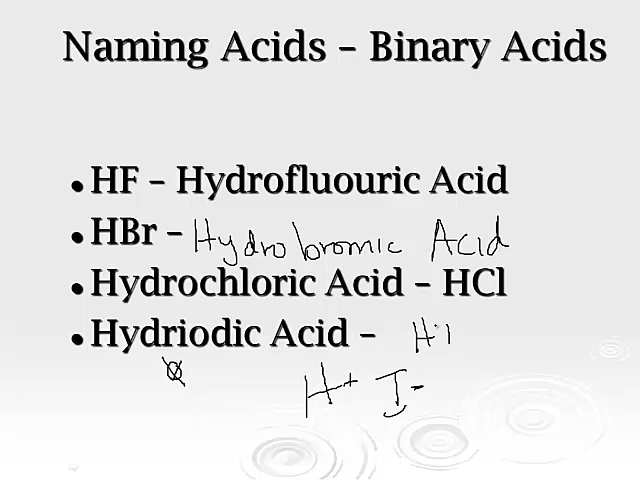 Naming Acids – Binary Acids
HF – Hydrofluouric Acid
HBr – Hydrobromic Acid
Hydrochloric Acid – HCl
Hydriodic Acid – HI
H+ I-